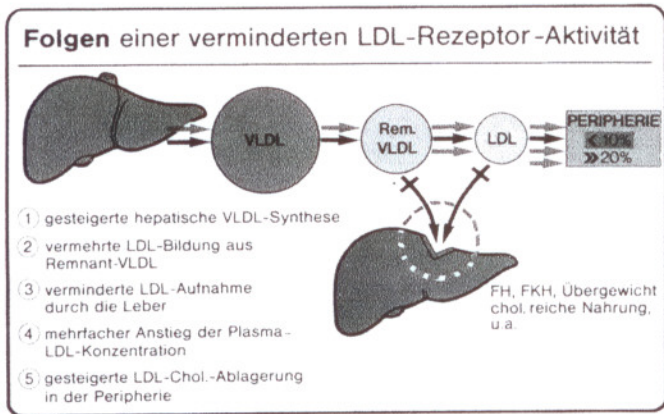 Folgen einer verminderten LDL-Rezeptor-Aktivität
VLDL
Rem.
VLDL
LDL
PERIPHERIE
< 10%
» 20%
1 gesteigerte hepatische VLDL-Synthese
2 vermehrte LDL-Bildung aus
Remnant-VLDL
3 verminderte LDL-Aufnahme
durch die Leber
4 mehrfacher Anstieg der Plasma-
LDL-Konzentration
5 gesteigerte LDL-Chol.-Ablagerung
in der Peripherie
FH, FKH, Übergewicht
chol. reiche Nahrung,
u.a.